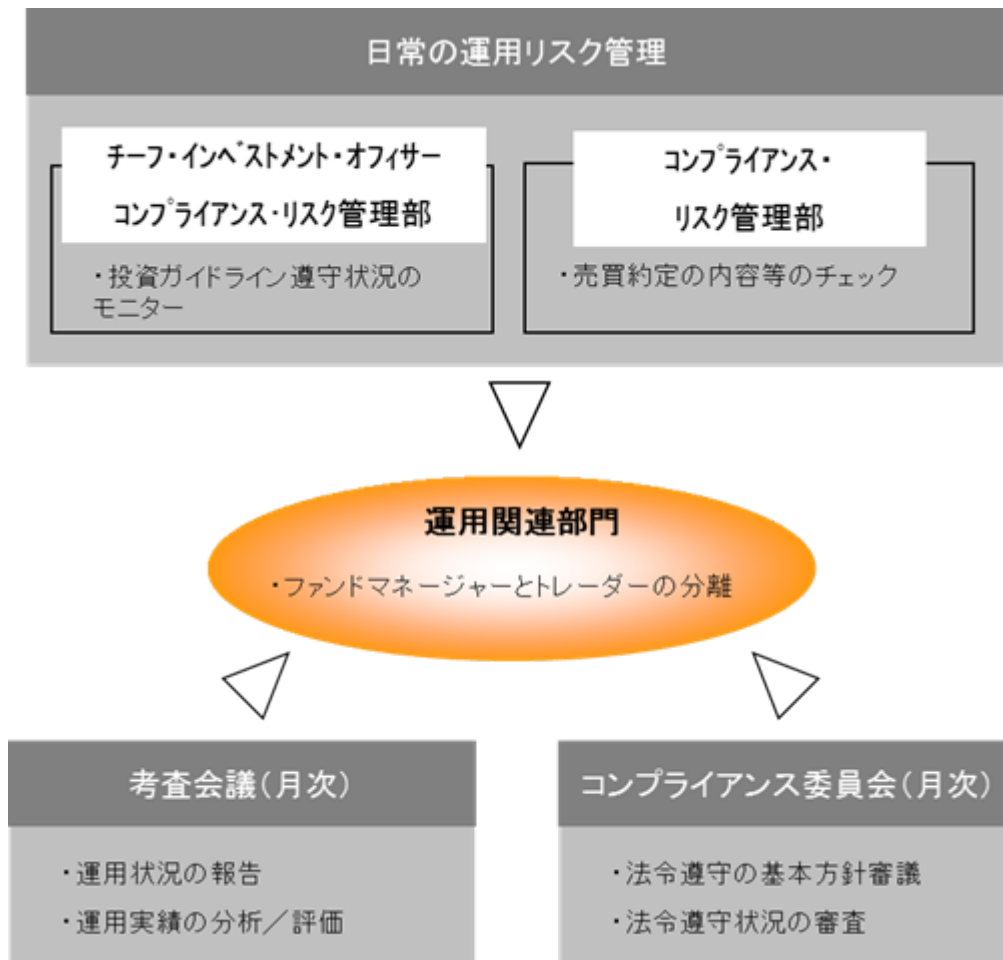 日常の運用リスク管理
チーフ・インベストメント・オフィサー
コンプライアンス・リスク管理部
・投資ガイドライン遵守状況の
モニター
コンプライアンス・
リスク管理部
・売買約定の内容等のチェック
運用関連部門
・ファンドマネージャーとトレーダーの分離
考査会議(月次)
・運用状況の報告
・運用実績の分析/評価
コンプライアンス委員会(月次)
・法令遵守の基本方針審議
・法令遵守状況の審査